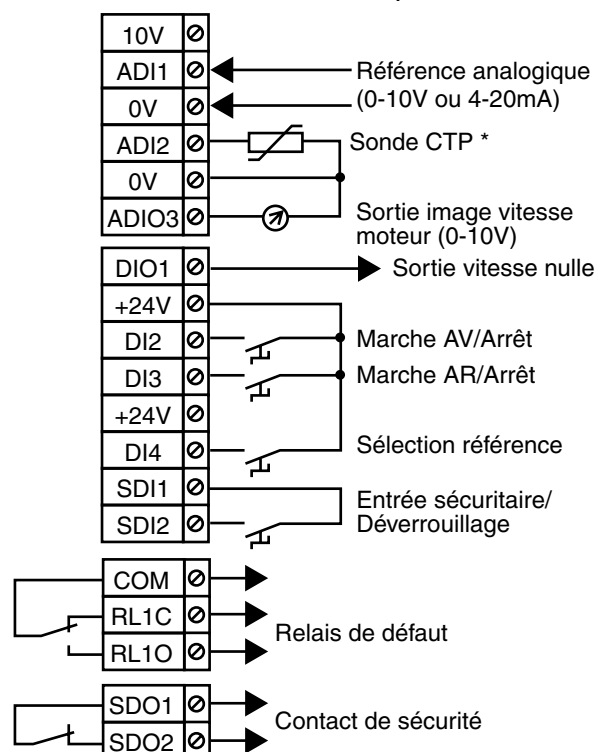 10V
ADI1
Référence analogique
0V
(0-10V ou 4-20mA)
ADI2
Sonde CTP *
0V
ADIO3
Sortie image vitesse
moteur (0-10V)
DIO1
Sortie vitesse nulle
+24V
DI2
Marche AV/Arrêt
DI3
Marche AR/Arrêt
+24V
DI4
Sélection référence
SDI1
SDI2
Entrée sécuritaire/
Déverrouillage
COM
RL1C
RL1O
Relais de défaut
SDO1
SDO2
Contact de sécurité